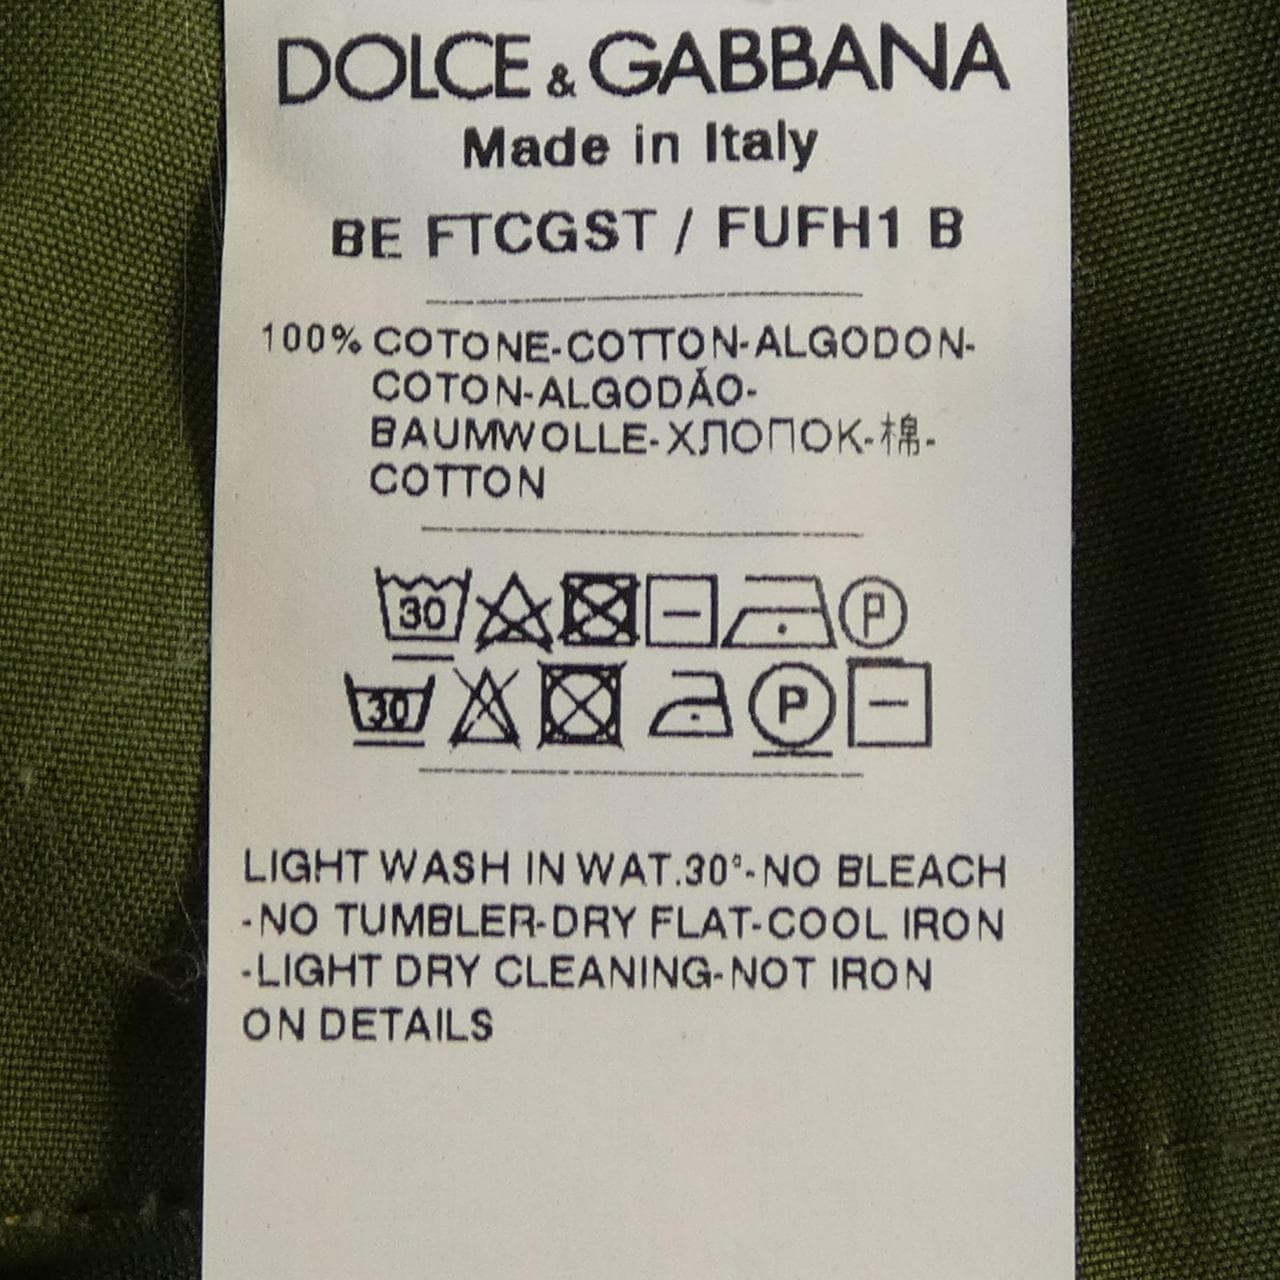 DOLCE & GABBANA
Made in Italy
BE FTCGST / FUFH1 B
100% COTONE-COTTON-ALGODON-
COTON-ALGODÃO-
BAUMWOLLE-ХЛОПОК-棉-
COTTON
30 P
30 P
LIGHT WASH IN WAT.30°-NO BLEACH
-NO TUMBLER-DRY FLAT-COOL IRON
-LIGHT DRY CLEANING-NOT IRON
ON DETAILS